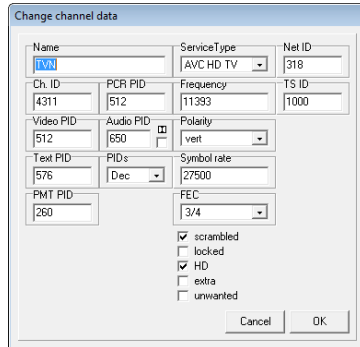 Change channel data
Name ServiceType Net ID
TVN AVC HD TV 318
Ch. ID PCR PID Frequency TS ID
4311 512 11393 1000
Video PID Audio PID Polarity
512 650 vert
Text PID PIDs Symbol rate
576 Dec 27500
PMT PID FEC
260 3/4
scrambled
locked
HD
extra
unwanted
Cancel OK